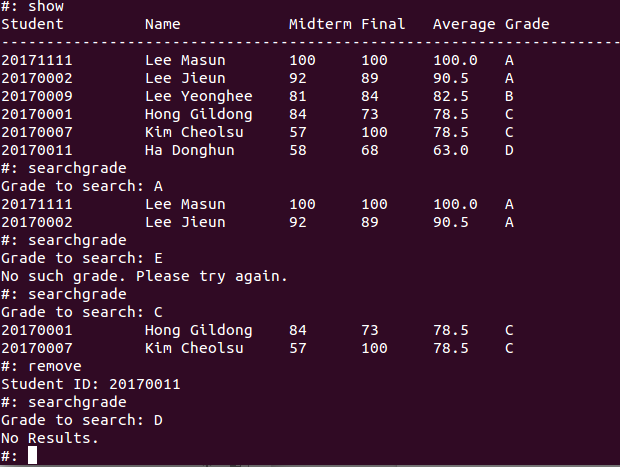 #: show
Student Name Midterm Final Average Grade
------------------------------------------------------------------------
20171111 Lee Masun 100 100 100.0 A
20170002 Lee Jieun 92 89 90.5 A
20170009 Lee Yeonghee 81 84 82.5 B
20170001 Hong Gildong 84 73 78.5 C
20170007 Kim Cheolsu 57 100 78.5 C
20170011 Ha Donghun 58 68 63.0 D
#: searchgrade
Grade to search: A
20171111 Lee Masun 100 100 100.0 A
20170002 Lee Jieun 92 89 90.5 A
#: searchgrade
Grade to search: E
No such grade. Please try again.
#: searchgrade
Grade to search: C
20170001 Hong Gildong 84 73 78.5 C
20170007 Kim Cheolsu 57 100 78.5 C
#: remove
Student ID: 20170011
#: searchgrade
Grade to search: D
No Results.
#: